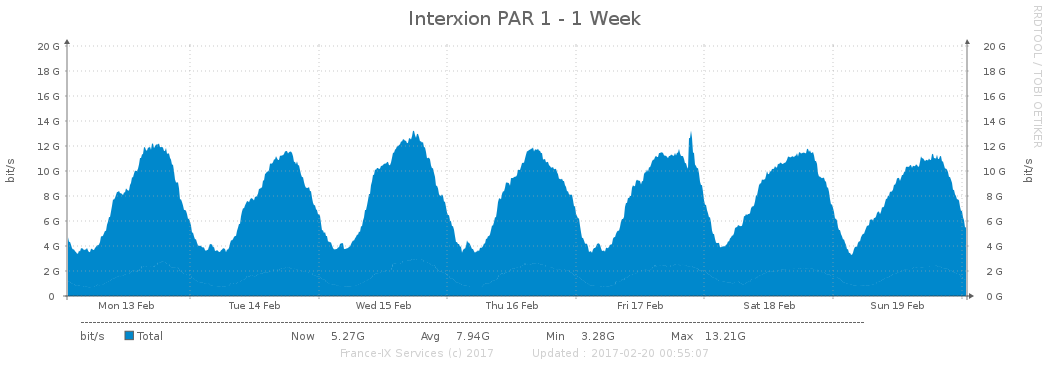 Interxion PAR 1 - 1 Week
RRDTOOL / TOBI OETIKER
20 G 20 G
18 G 18 G
16 G 16 G
14 G 14 G
12 G 12 G
10 G 10 G
8 G 8 G
6 G 6 G
4 G 4 G
2 G 2 G
0 0 G
bit/s
bit/s
Mon 13 Feb Tue 14 Feb Wed 15 Feb Thu 16 Feb Fri 17 Feb Sat 18 Feb Sun 19 Feb
bit/s Total Now 5.27G Avg 7.94G Min 3.28G Max 13.21G
France-IX Services (c) 2017 Updated : 2017-02-20 00:55:07